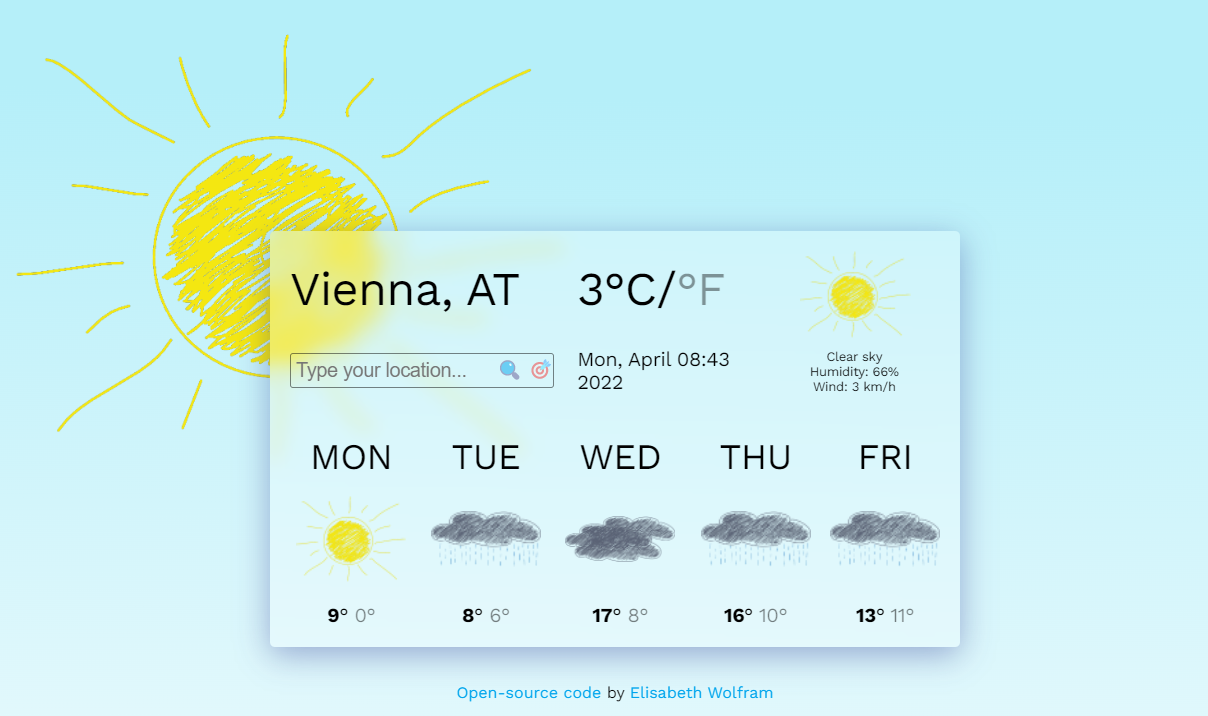 Vienna, AT
3°C/°F
Type your location...
Mon, April 08:43
2022
Clear sky
Humidity: 66%
Wind: 3 km/h
MON TUE WED THU FRI
9° 0° 8° 6° 17° 8° 16° 10° 13° 11°
Open-source code by Elisabeth Wolfram